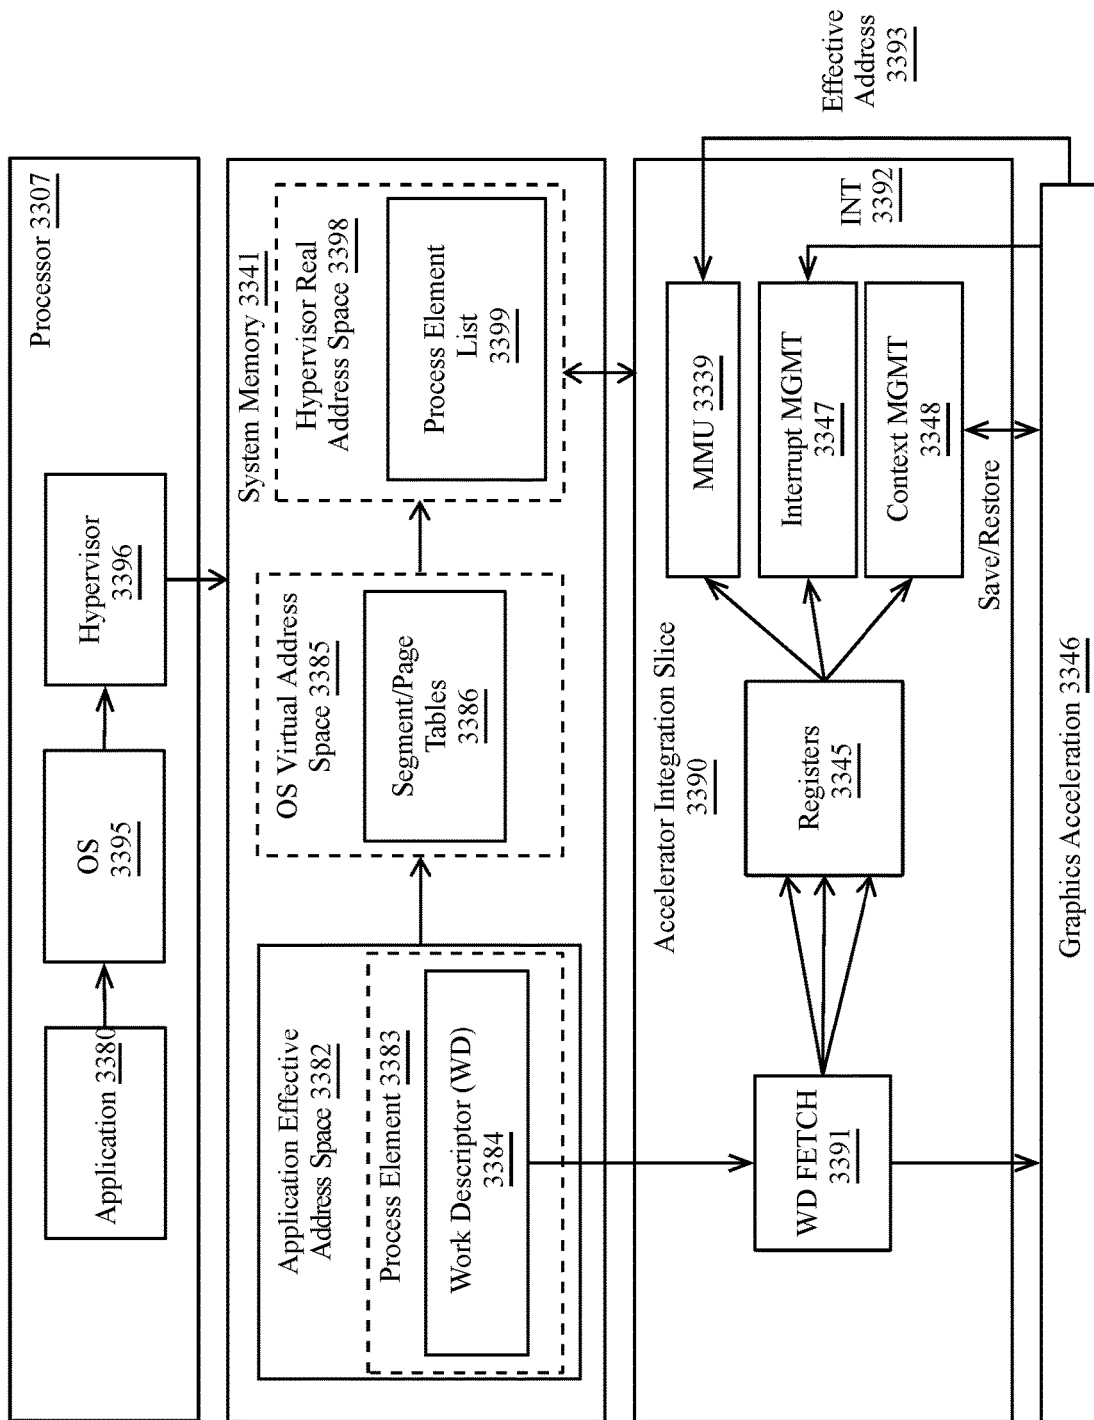 Processor 3307
Application 3380
OS
3395
Hypervisor
3396
System Memory 3341
Application Effective
Address Space 3382
Process Element 3383
Work Descriptor (WD)
3384
OS Virtual Address
Space 3385
Segment/Page
Tables
3386
Hypervisor Real
Address Space 3398
Process Element
List
3399
Accelerator Integration Slice
3390
WD FETCH
3391
Registers
3345
MMU 3339
Interrupt MGMT
3347
Context MGMT
3348
Effective
Address
3393
INT
3392
Save/Restore
Graphics Acceleration 3346